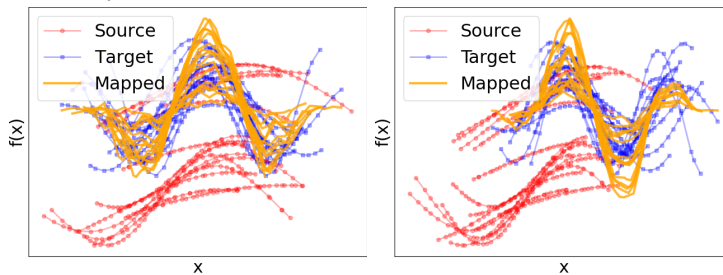 Source
Target
Mapped
f(x)
x
Source
Target
Mapped
f(x)
x